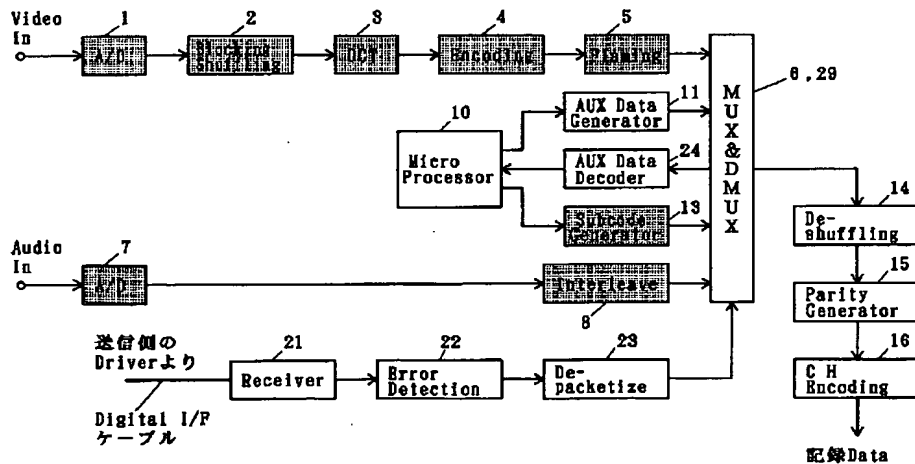 Video
In
1
2
3
4
5
A/D
Blocking
Shuffling
DCT
Encoding
Framing
6,29
MUX&DMUX
10
Micro
Processor
11
AUX Data
Generator
24
AUX Data
Decoder
13
Subcode
Generator
14
De-
shuffling
Audio
In
7
A/D
Interleave
8
15
Parity
Generator
送信側の
Driverより
21
Receiver
22
Error
Detection
23
De-
packetize
16
C H
Encoding
Digital I/F
ケーブル
記録Data